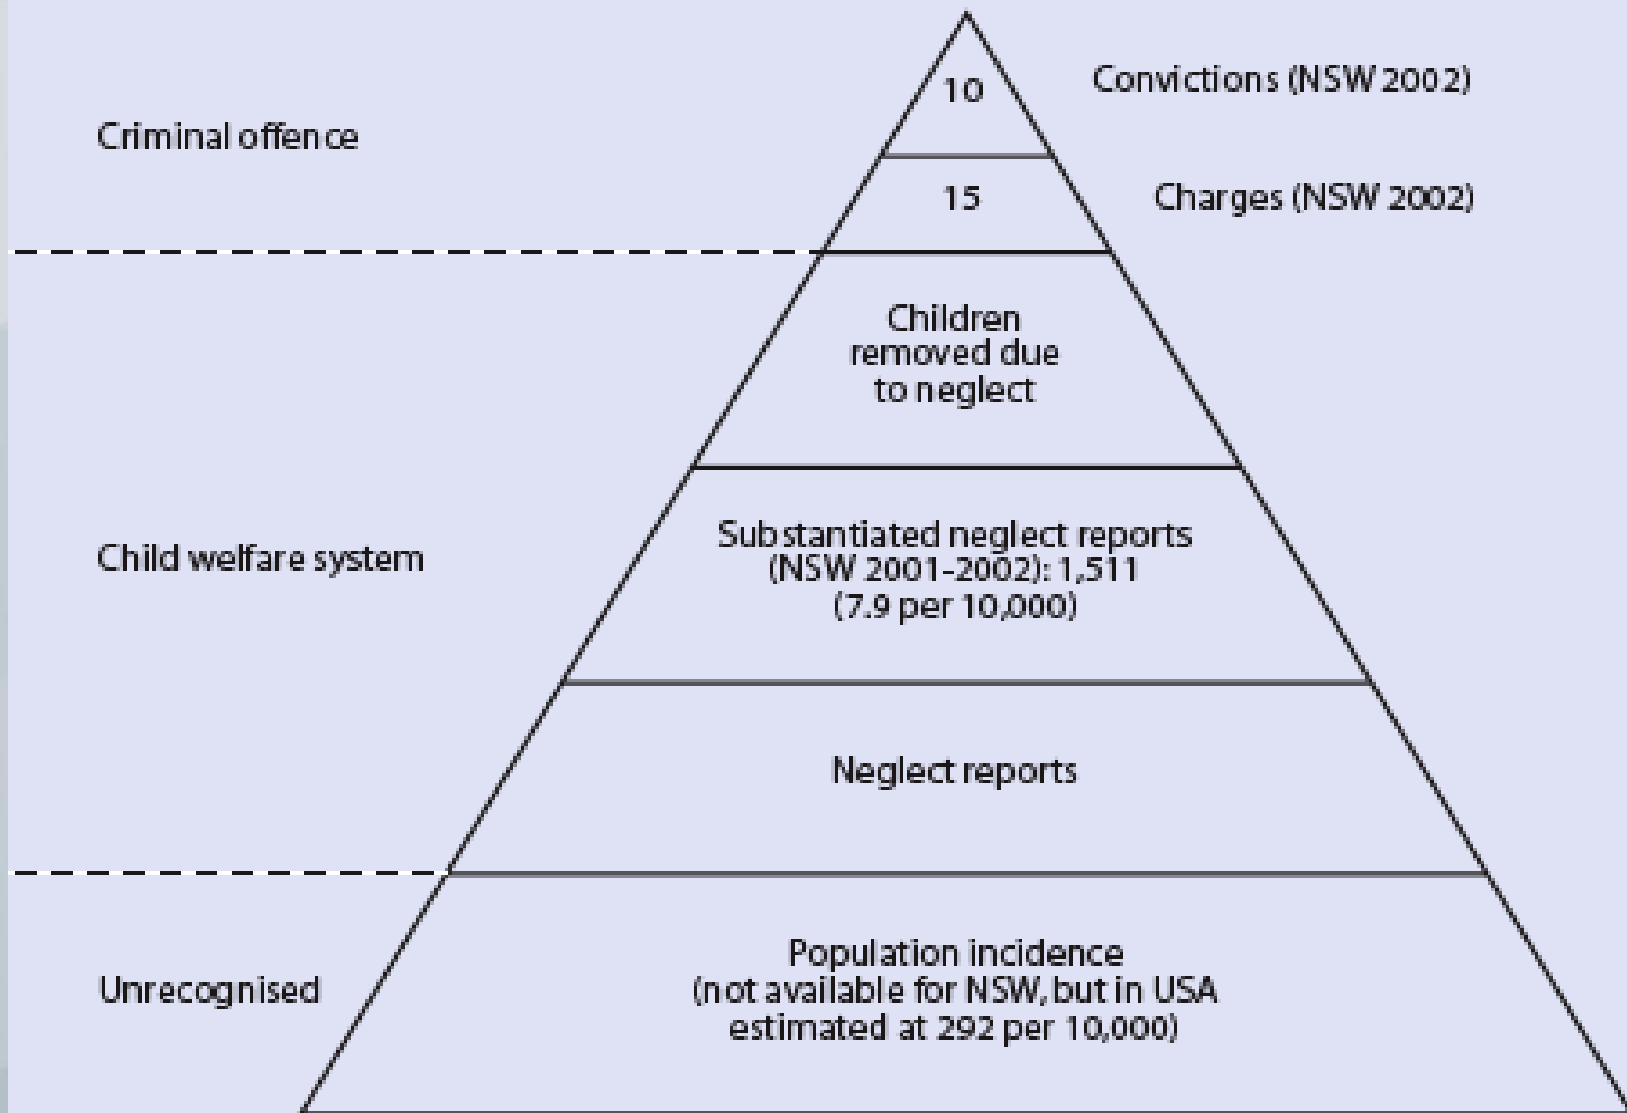 10
Convictions (NSW 2002)
Criminal offence
15
Charges (NSW 2002)
Children
removed due
to neglect
Substantiated neglect reports
(NSW 2001-2002): 1,511
(7.9 per 10,000)
Child welfare system
Neglect reports
Population incidence
(not available for NSW, but in USA
estimated at 292 per 10,000)
Unrecognised